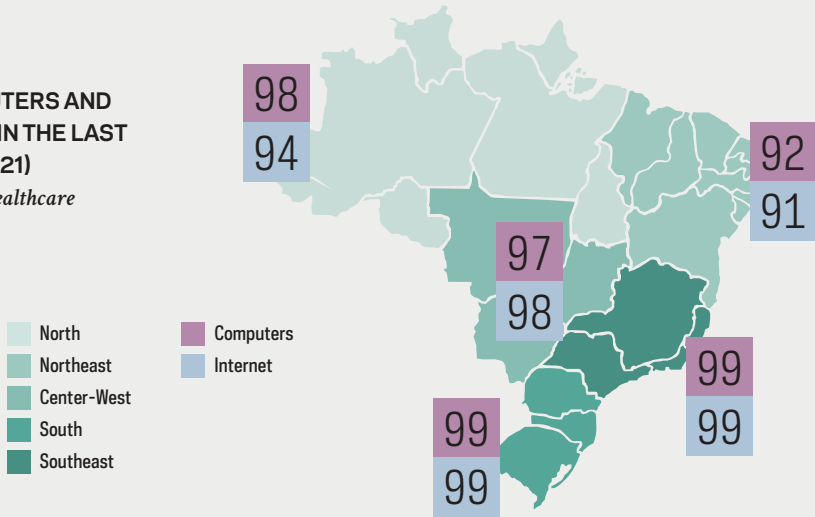 UTERS AND
IN THE LAST
21)
ealthcare
98
94
92
91
97
98
99
99
99
99
North
Northeast
Center-West
South
Southeast
Computers
Internet